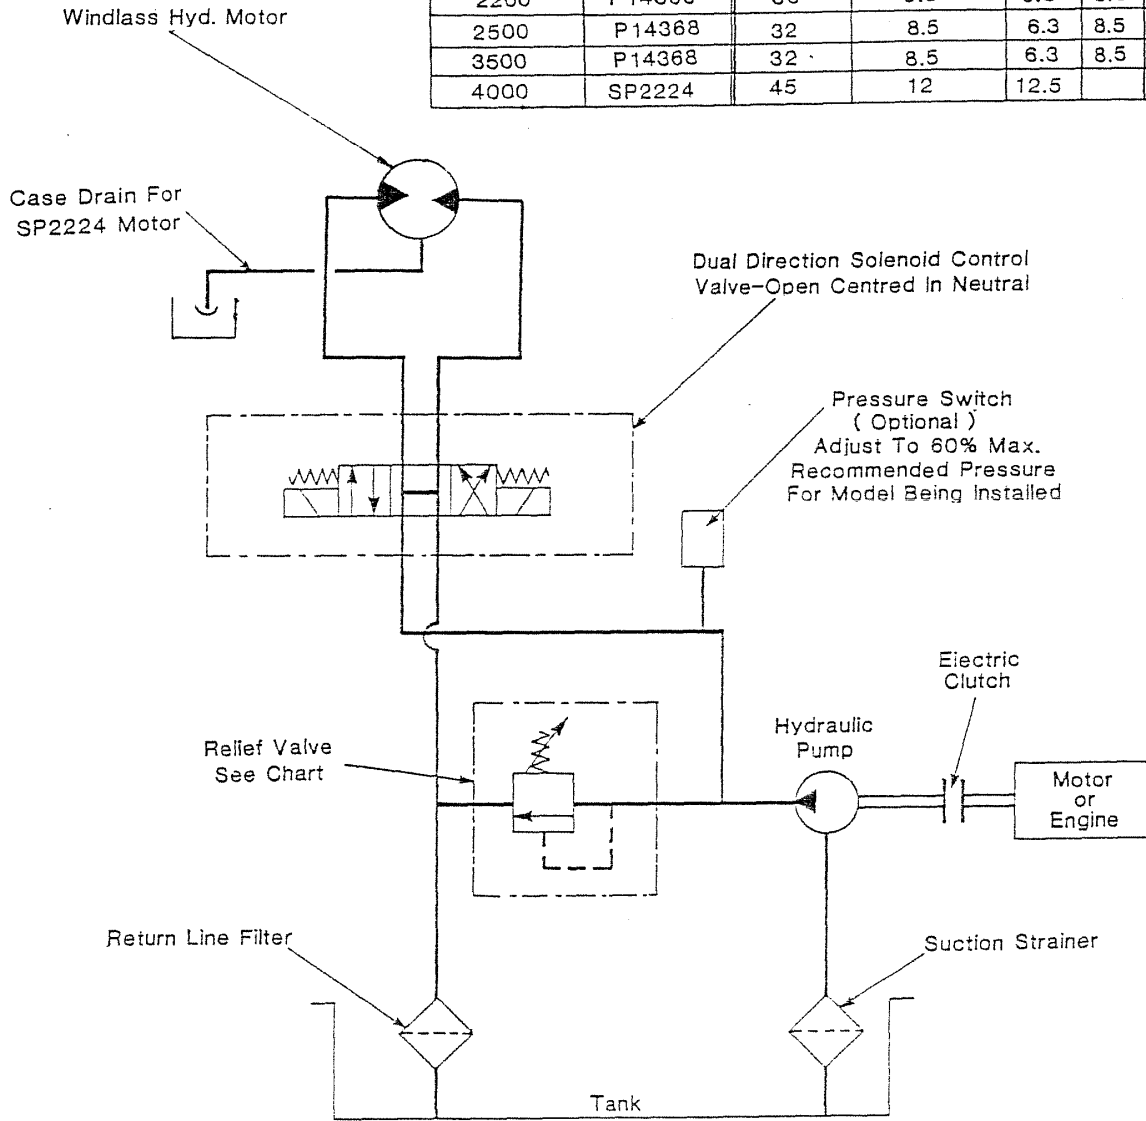 Windlass Hyd. Motor
2500 P14368 32 8.5 6.3 8.5
3500 P14368 32 8.5 6.3 8.5
4000 SP2224 45 12 12.5
Case Drain For
SP2224 Motor
Dual Direction Solenoid Control
Valve-Open Centred In Neutral
Pressure Switch
( Optional )
Adjust To 60% Max.
Recommended Pressure
For Model Being Installed
Electric
Clutch
Hydraulic
Pump
Relief Valve
See Chart
Motor
or
Engine
Return Line Filter
Suction Strainer
Tank